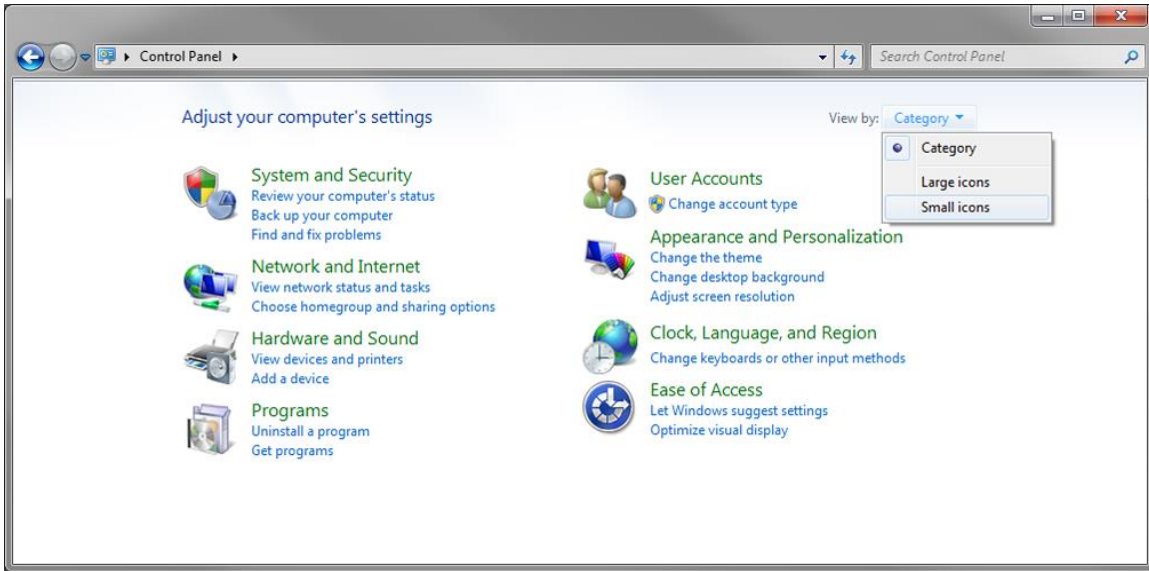 Control Panel
Search Control Panel
Adjust your computer's settings
View by: Category
Category
Large icons
Small icons
System and Security
Review your computer's status
Back up your computer
Find and fix problems
Network and Internet
View network status and tasks
Choose homegroup and sharing options
Hardware and Sound
View devices and printers
Add a device
Programs
Uninstall a program
Get programs
User Accounts
Change account type
Appearance and Personalization
Change the theme
Change desktop background
Adjust screen resolution
Clock, Language, and Region
Change keyboards or other input methods
Ease of Access
Let Windows suggest settings
Optimize visual display